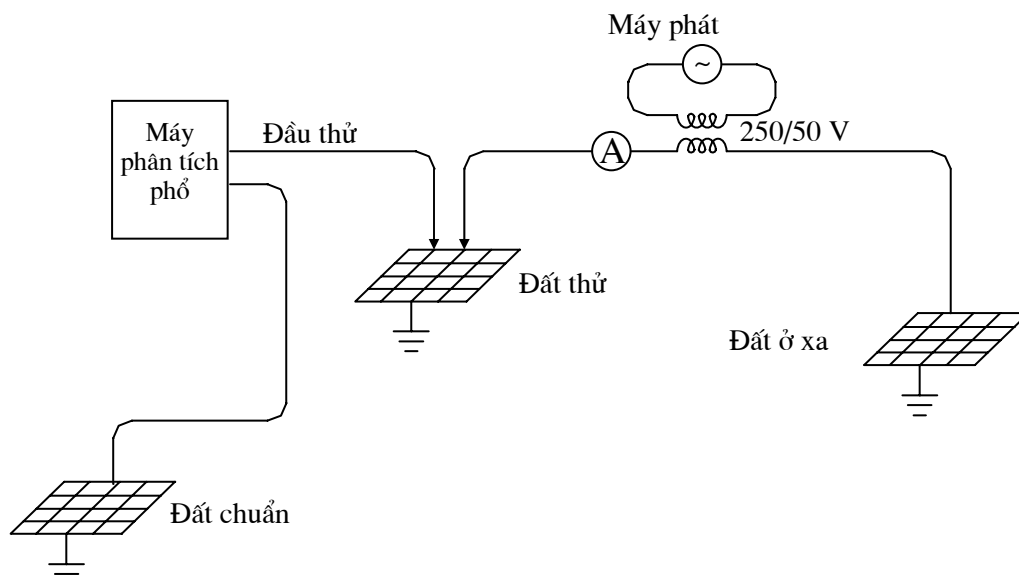 Máy phát
~
250/50 V
Máy
phân tích
phổ
Đầu thử
A
Đất thử
Đất ở xa
Đất chuẩn